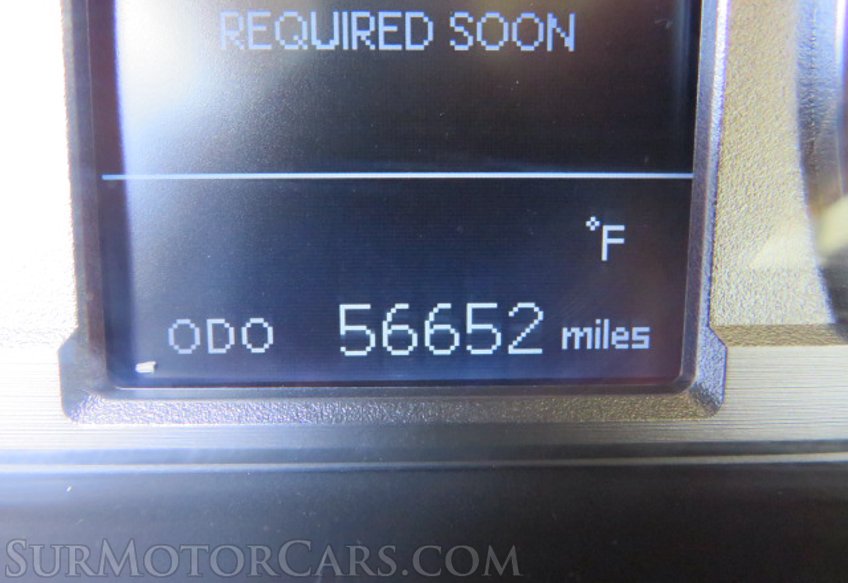 REQUIRED SOON
°F
ODO 56652 miles
SURMOTORCARS.COM